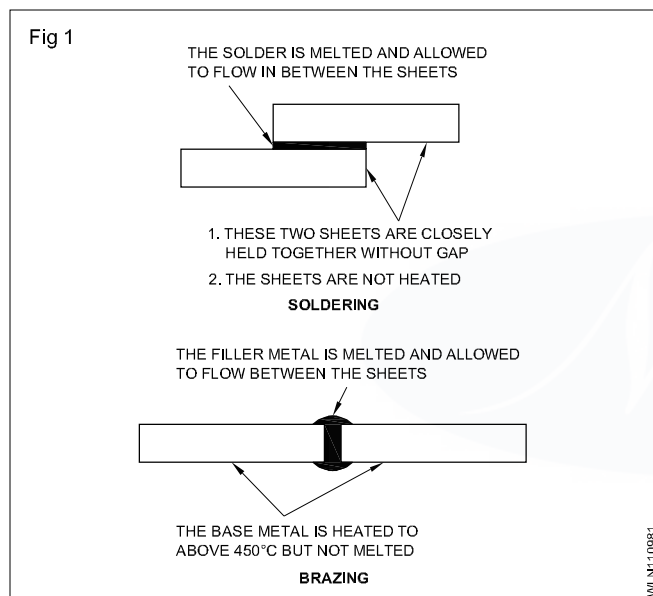 Fig 1
THE SOLDER IS MELTED AND ALLOWED
TO FLOW IN BETWEEN THE SHEETS
1. THESE TWO SHEETS ARE CLOSELY
HELD TOGETHER WITHOUT GAP
2. THE SHEETS ARE NOT HEATED
SOLDERING
THE FILLER METAL IS MELTED AND ALLOWED
TO FLOW BETWEEN THE SHEETS
THE BASE METAL IS HEATED TO
ABOVE 450°C BUT NOT MELTED
BRAZING